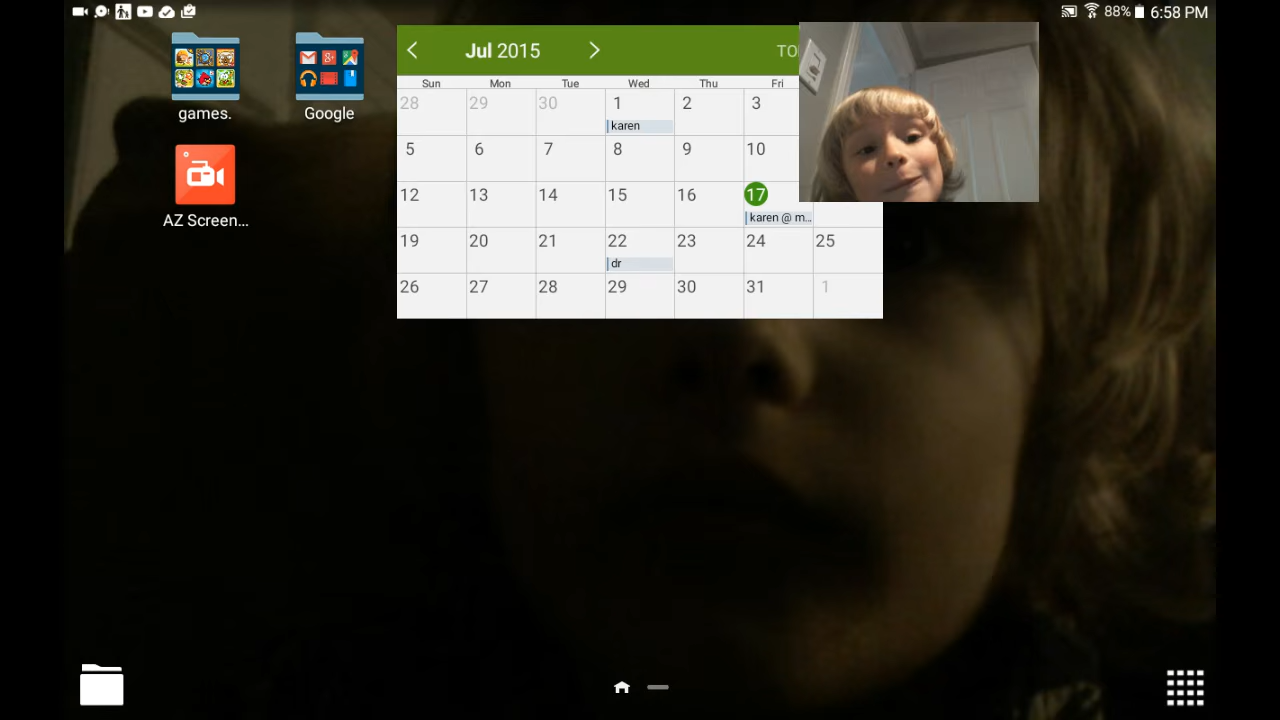 88% 6:58 PM
games.
Google
AZ Screen...
Jul 2015
TO
Sun Mon Tue Wed Thu Fri
28 29 30 1 2 3
karen
5 6 7 8 9 10
12 13 14 15 16 17
karen @ m...
19 20 21 22 23 24 25
dr
26 27 28 29 30 31 1